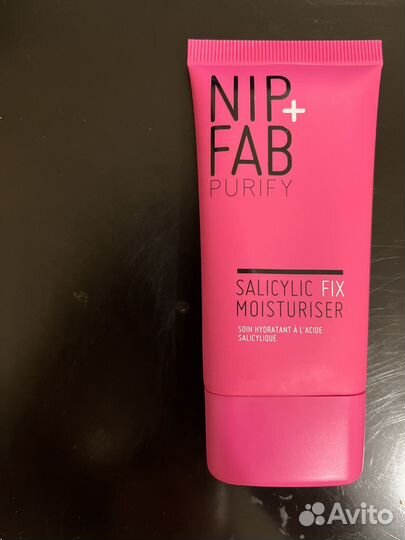 NIP+
FAB
PURIFY
SALICYLIC FIX
MOISTURISER
SOIN HYDRATANT À L'ACIDE
SALICYLIQUE
Avito